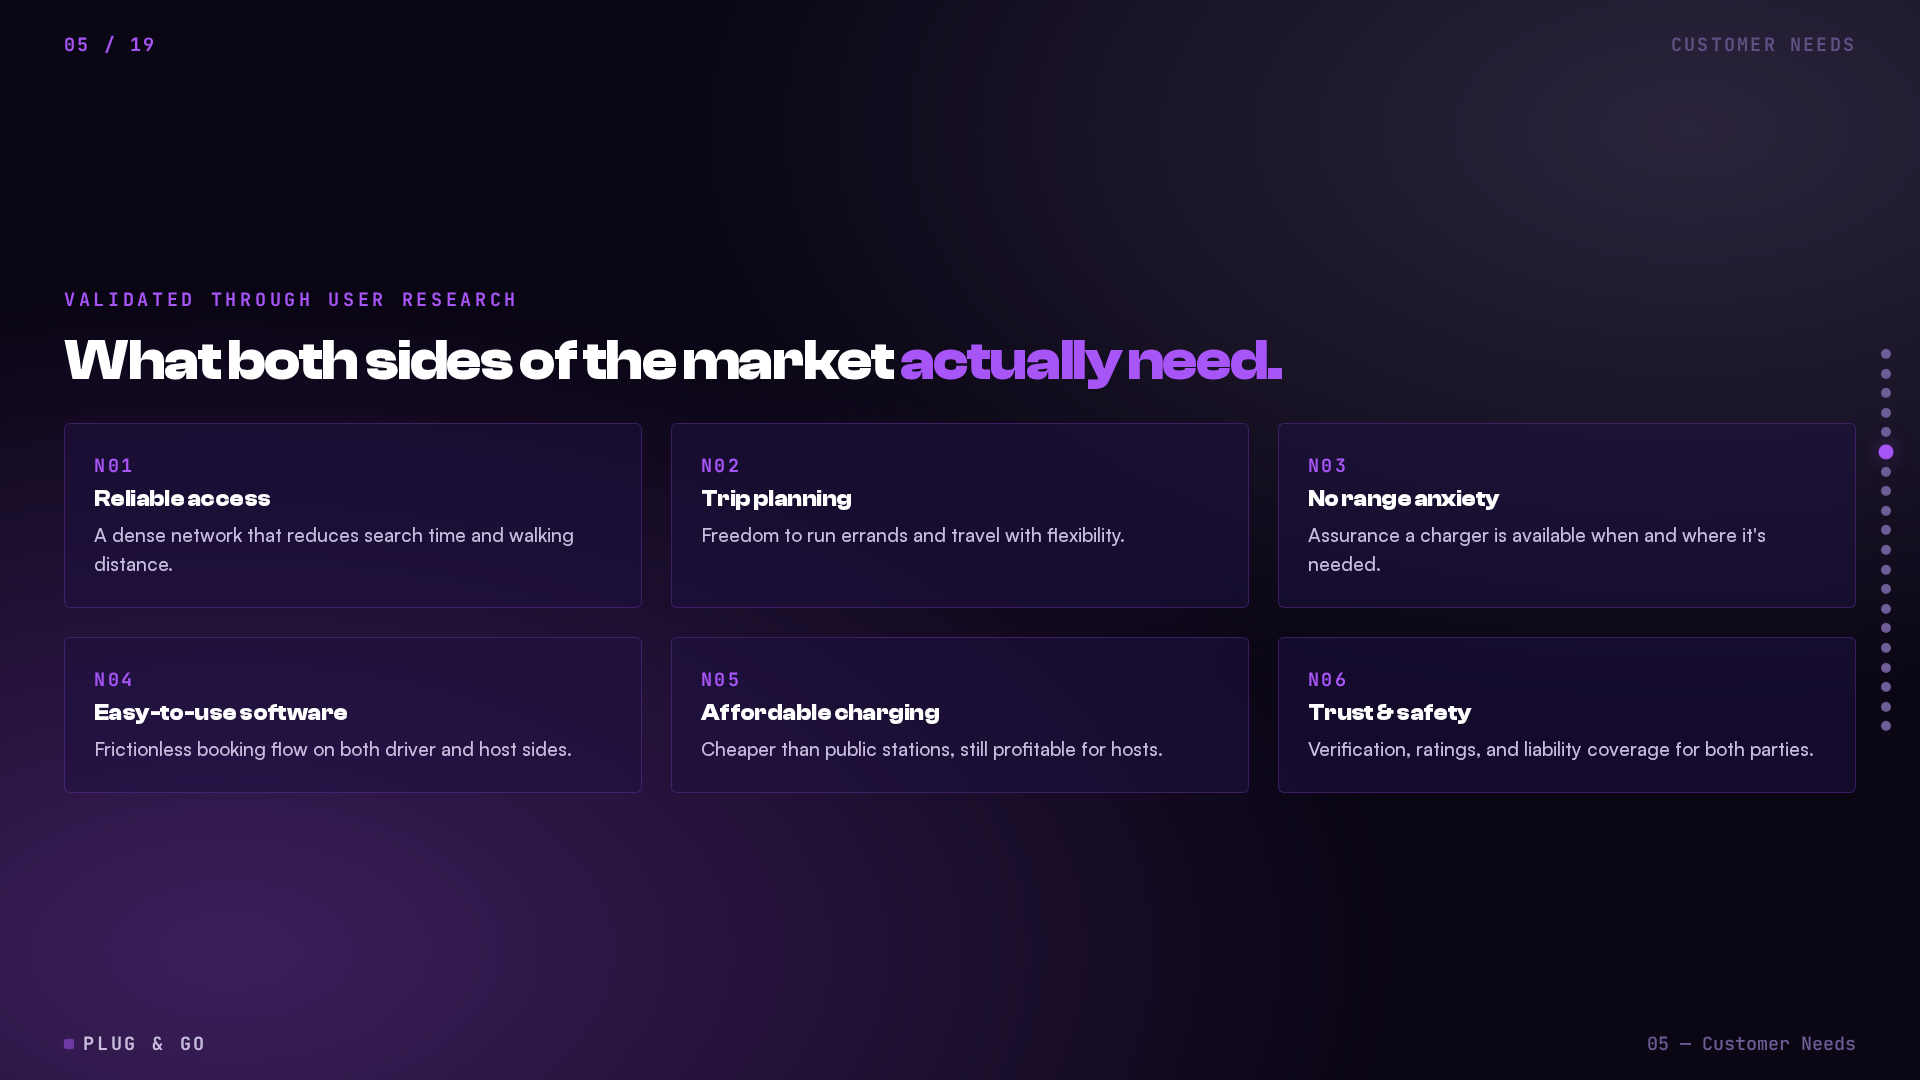 05 / 19
CUSTOMER NEEDS
VALIDATED THROUGH USER RESEARCH
What both sides of the market actually need.
N01
Reliable access
A dense network that reduces search time and walking
distance.
N02
Trip planning
Freedom to run errands and travel with flexibility.
N03
No range anxiety
Assurance a charger is available when and where it's
needed.
N04
Easy-to-use software
Frictionless booking flow on both driver and host sides.
N05
Affordable charging
Cheaper than public stations, still profitable for hosts.
N06
Trust & safety
Verification, ratings, and liability coverage for both parties.
PLUG & GO
05 — Customer Needs